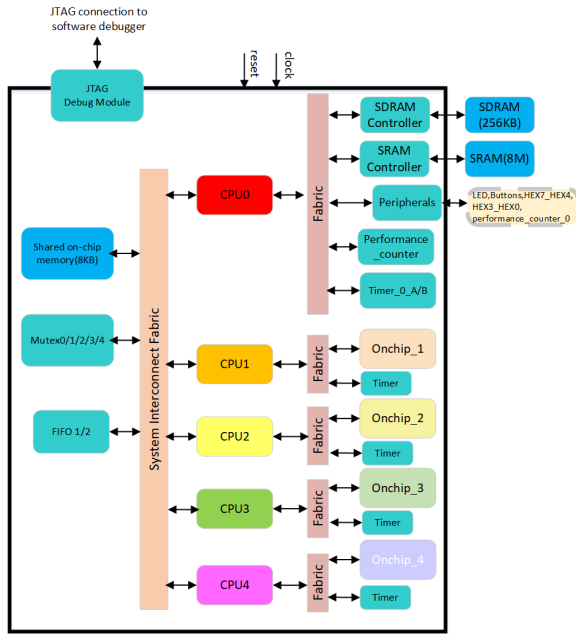 JTAG connection to
software debugger
reset
clock
JTAG
Debug Module
SDRAM
Controller
SDRAM
(256KB)
SRAM
Controller
SRAM(8M)
CPU0
Fabric
Peripherals
LED,Buttons,HEX7_HEX4,
HEX3_HEX0,
performance_counter_0
Shared on-chip
memory(8KB)
Performance
_counter
Timer_0_A/B
System Interconnect Fabric
Mutex0/1/2/3/4
CPU1
Fabric
Onchip_1
Timer
FIFO 1/2
CPU2
Fabric
Onchip_2
Timer
CPU3
Fabric
Onchip_3
Timer
CPU4
Fabric
Onchip_4
Timer